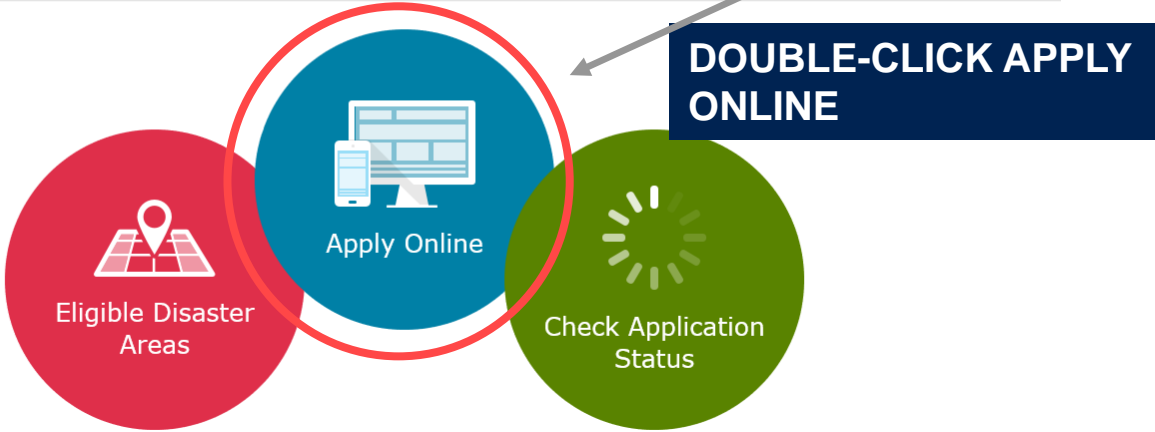 DOUBLE-CLICK APPLY
ONLINE
Apply Online
Eligible Disaster
Areas
Check Application
Status